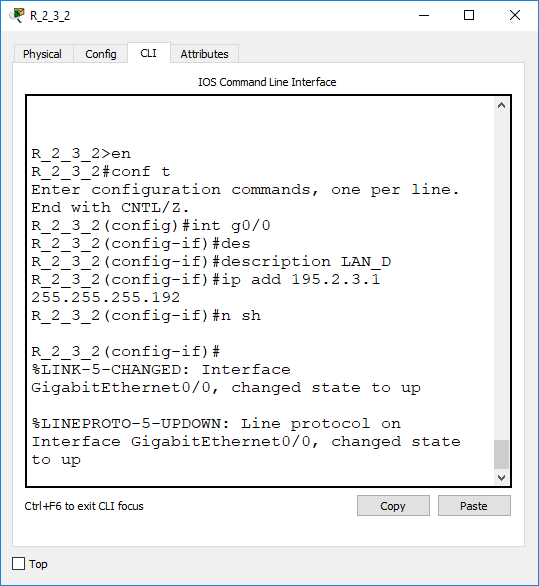 R_2_3_2
Physical Config CLI Attributes
IOS Command Line Interface
R_2_3_2>en
R_2_3_2#conf t
Enter configuration commands, one per line.
End with CNTL/Z.
R_2_3_2(config)#int g0/0
R_2_3_2(config-if)#des
R_2_3_2(config-if)#description LAN_D
R_2_3_2(config-if)#ip add 195.2.3.1
255.255.255.192
R_2_3_2(config-if)#n sh
R_2_3_2(config-if)#
%LINK-5-CHANGED: Interface
GigabitEthernet0/0, changed state to up
%LINEPROTO-5-UPDOWN: Line protocol on
Interface GigabitEthernet0/0, changed state
to up
Ctrl+F6 to exit CLI focus
Copy Paste
Top